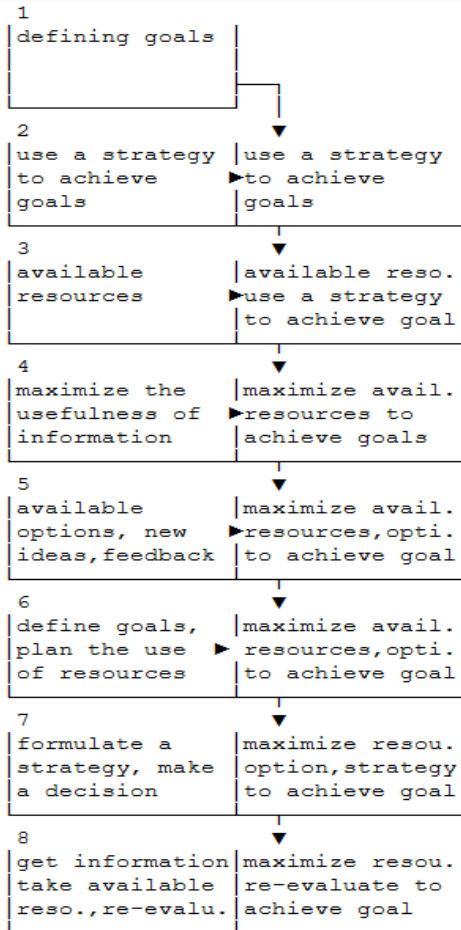 1
defining goals
2
use a strategy use a strategy
to achieve to achieve
goals goals
3
available available reso.
resources use a strategy
to achieve goal
4
maximize the maximize avail.
usefulness of resources to
information achieve goals
5
available maximize avail.
options, new resources,opti.
ideas,feedback to achieve goal
6
define goals, maximize avail.
plan the use resources,opti.
of resources to achieve goal
7
formulate a maximize resou.
strategy, make option,strategy
a decision to achieve goal
8
get information maximize resou.
take available re-evaluate to
reso.,re-evalu. achieve goal